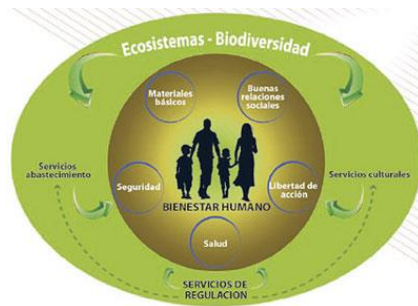 Ecosistemas - Biodiversidad
Materiales
básicos
Buenas
relaciones
sociales
Servicios
abastecimiento
Seguridad
Libertad de
acción
Servicios culturales
BIENESTAR HUMANO
Salud
SERVICIOS DE
REGULACION